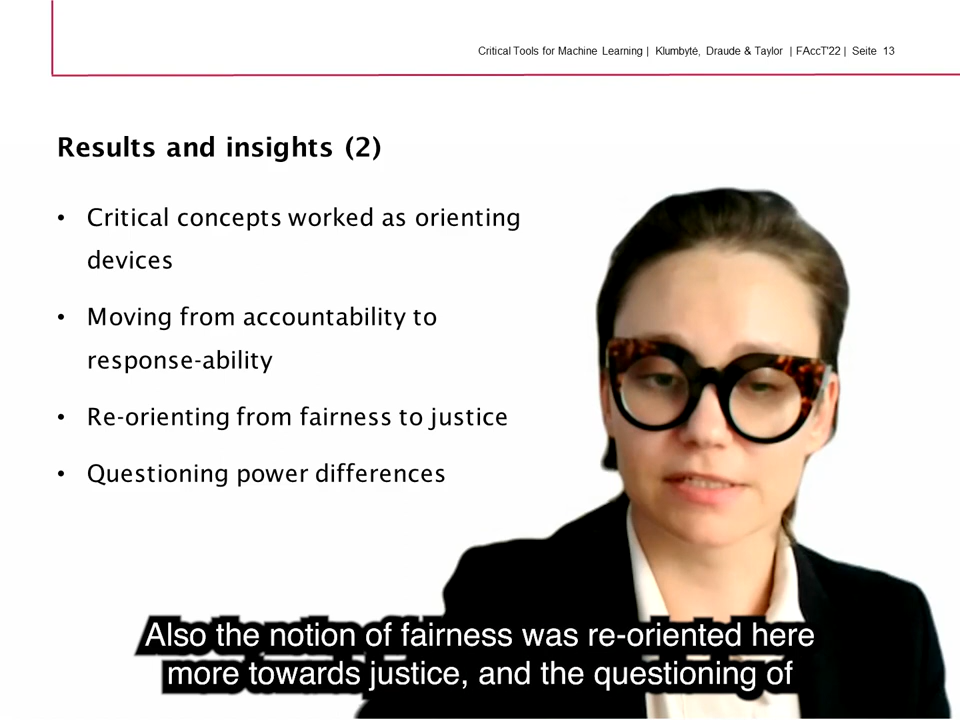 Critical Tools for Machine Learning | Klumbytė, Draude & Taylor | FAccT'22 | Seite 13
Results and insights (2)
• Critical concepts worked as orienting
devices
• Moving from accountability to
response-ability
• Re-orienting from fairness to justice
• Questioning power differences
Also the notion of fairness was re-oriented here
more towards justice, and the questioning of